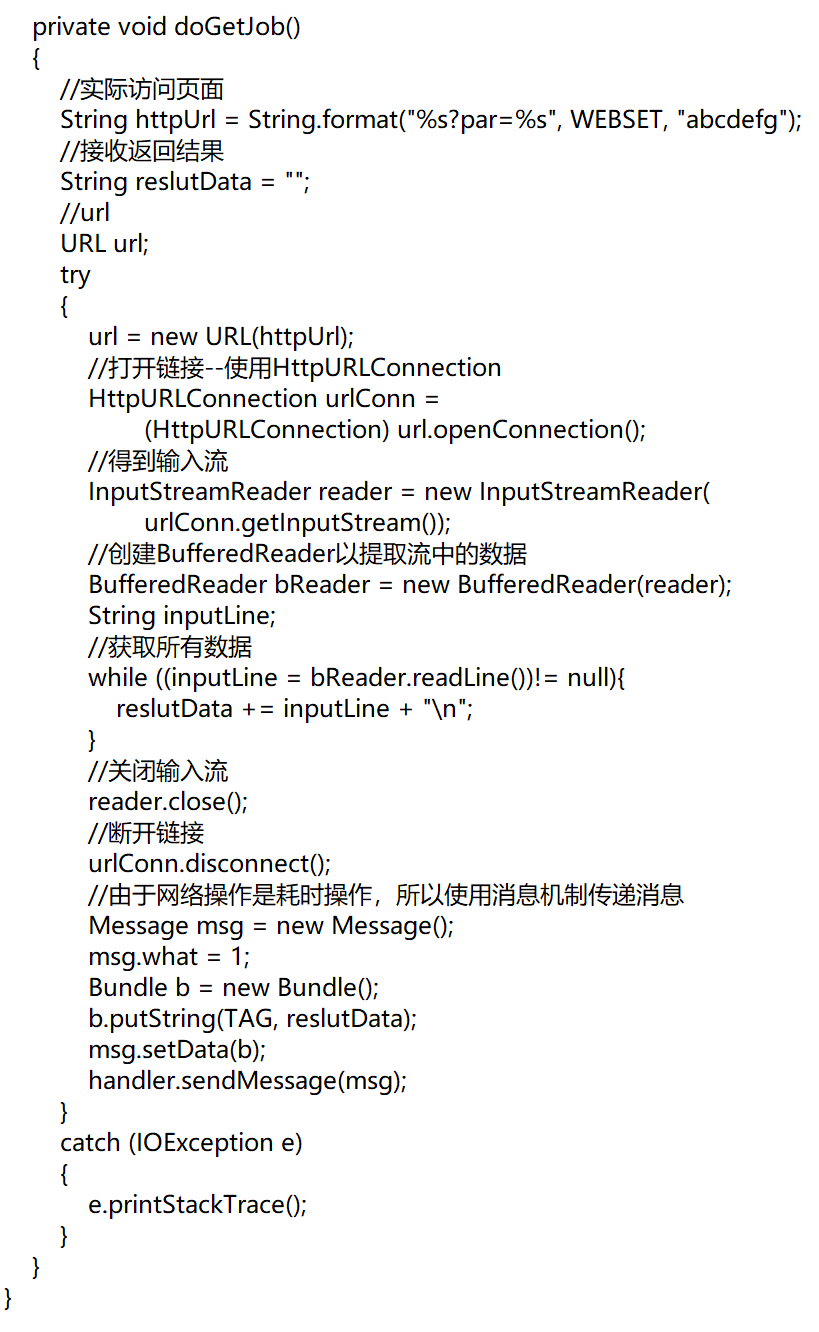 private void doGetJob()
{
//实际访问页面
String httpUrl = String.format("%s?par=%s", WEBSET, "abcdefg");
//接收返回结果
String reslutData = "";
//url
URL url;
try
{
url = new URL(httpUrl);
//打开链接--使用HttpURLConnection
HttpURLConnection urlConn =
(HttpURLConnection) url.openConnection();
//得到输入流
InputStreamReader reader = new InputStreamReader(
urlConn.getInputStream());
//创建BufferedReader以提取流中的数据
BufferedReader bReader = new BufferedReader(reader);
String inputLine;
//获取所有数据
while ((inputLine = bReader.readLine())!= null){
reslutData += inputLine + "\n";
}
//关闭输入流
reader.close();
//断开链接
urlConn.disconnect();
//由于网络操作是耗时操作，所以使用消息机制传递消息
Message msg = new Message();
msg.what = 1;
Bundle b = new Bundle();
b.putString(TAG, reslutData);
msg.setData(b);
handler.sendMessage(msg);
}
catch (IOException e)
{
e.printStackTrace();
}
}
}